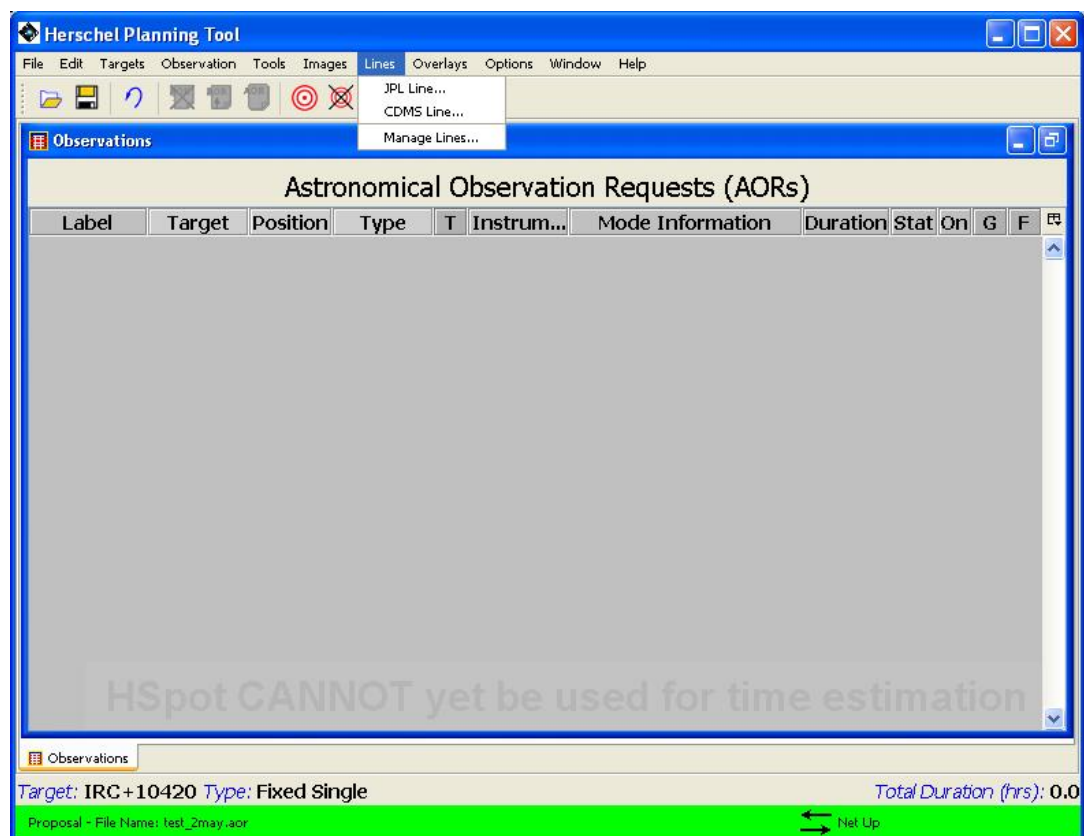 Herschel Planning Tool
File Edit Targets Observation Tools Images Lines Overlays Options Window Help
JPL Line...
CDMS Line...
Manage Lines...
Observations
Astronomical Observation Requests (AORs)
Label Target Position Type T Instrum... Mode Information Duration Stat On G F
HSpot CANNOT yet be used for time estimation
Observations
Target: IRC+10420 Type: Fixed Single Total Duration (hrs): 0.0
Proposal - File Name: test_2may.aor Net Up